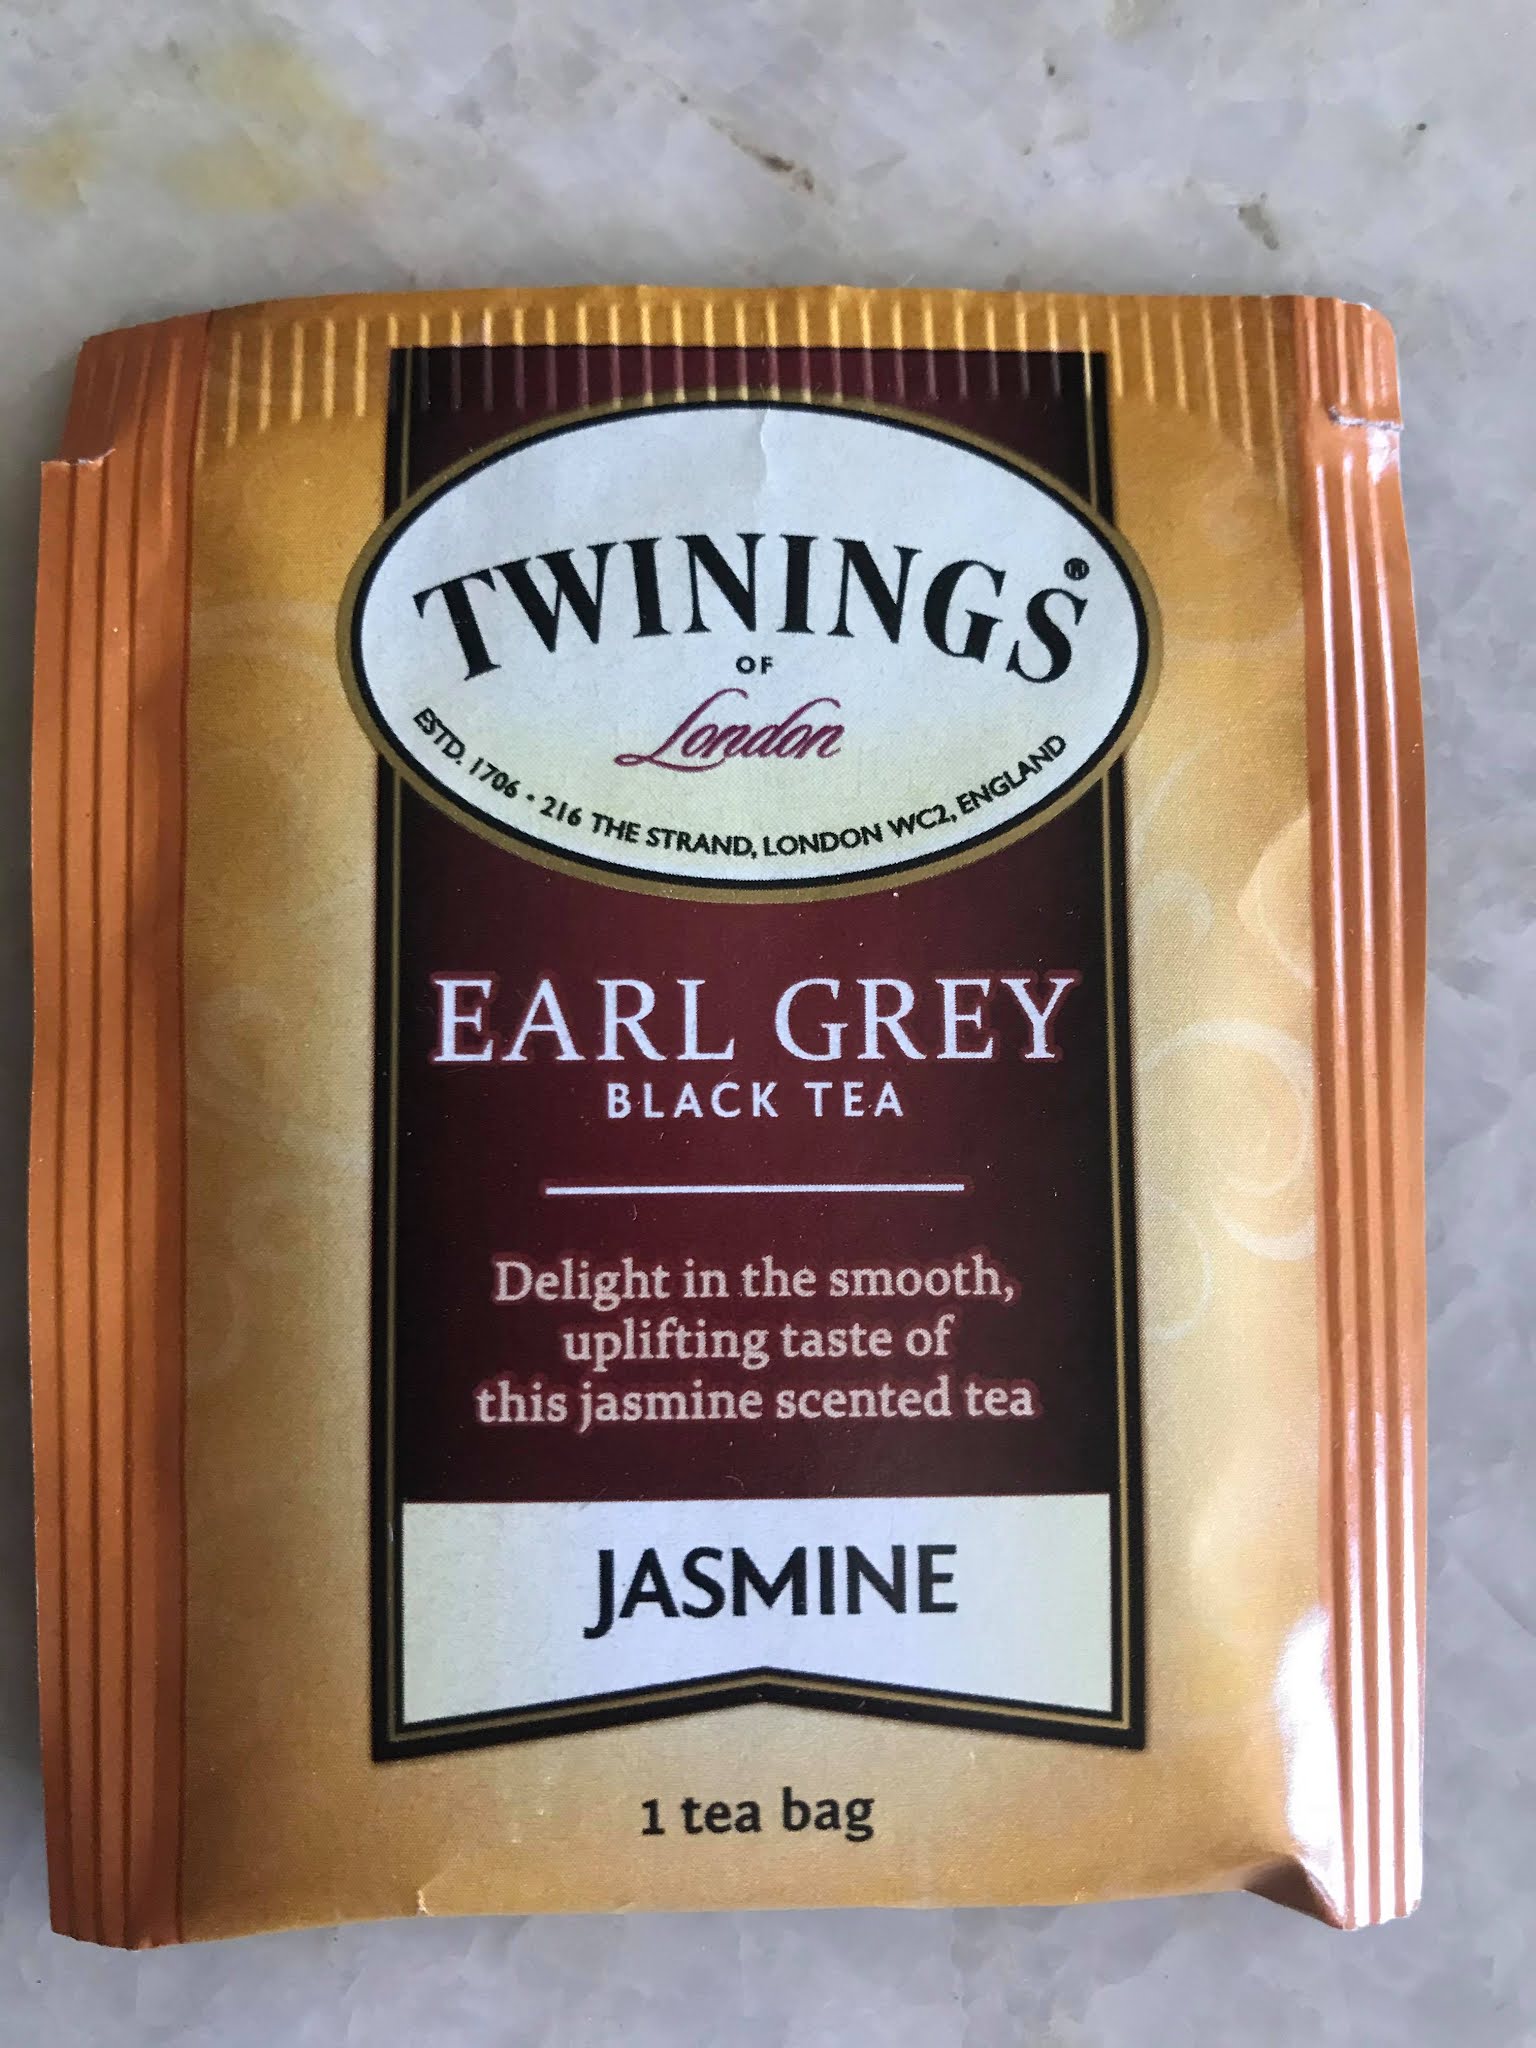 TWININGS®
OF
London
ESTD. 1706 · 216 THE STRAND, LONDON WC2, ENGLAND
EARL GREY
BLACK TEA
Delight in the smooth,
uplifting taste of
this jasmine scented tea
JASMINE
1 tea bag